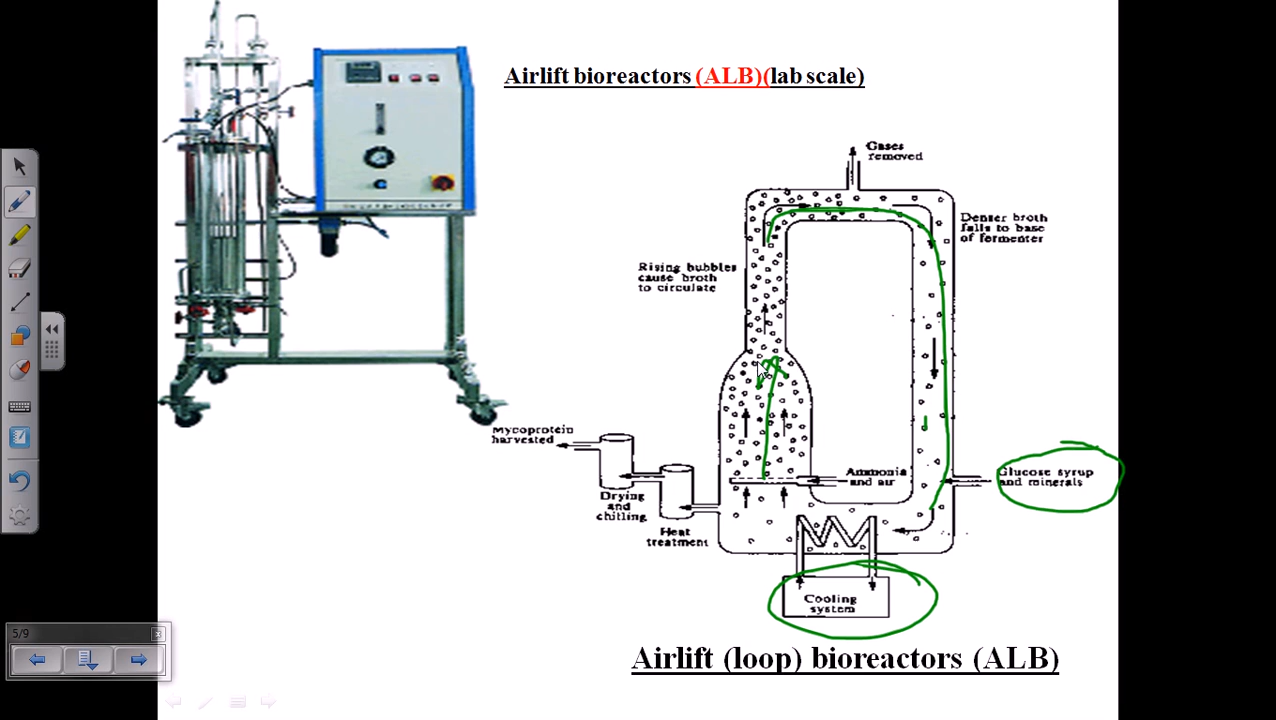 Airlift bioreactors (ALB)(lab scale)
Gases
removed
Denser broth
falls to base
of fermenter
Rising bubbles
cause broth
to circulate
Mycoprotein
harvested
Ammonia
and air
Glucose syrup
and minerals
Drying
and
chilling
Heat
treatment
Cooling
system
5/9
Airlift (loop) bioreactors (ALB)